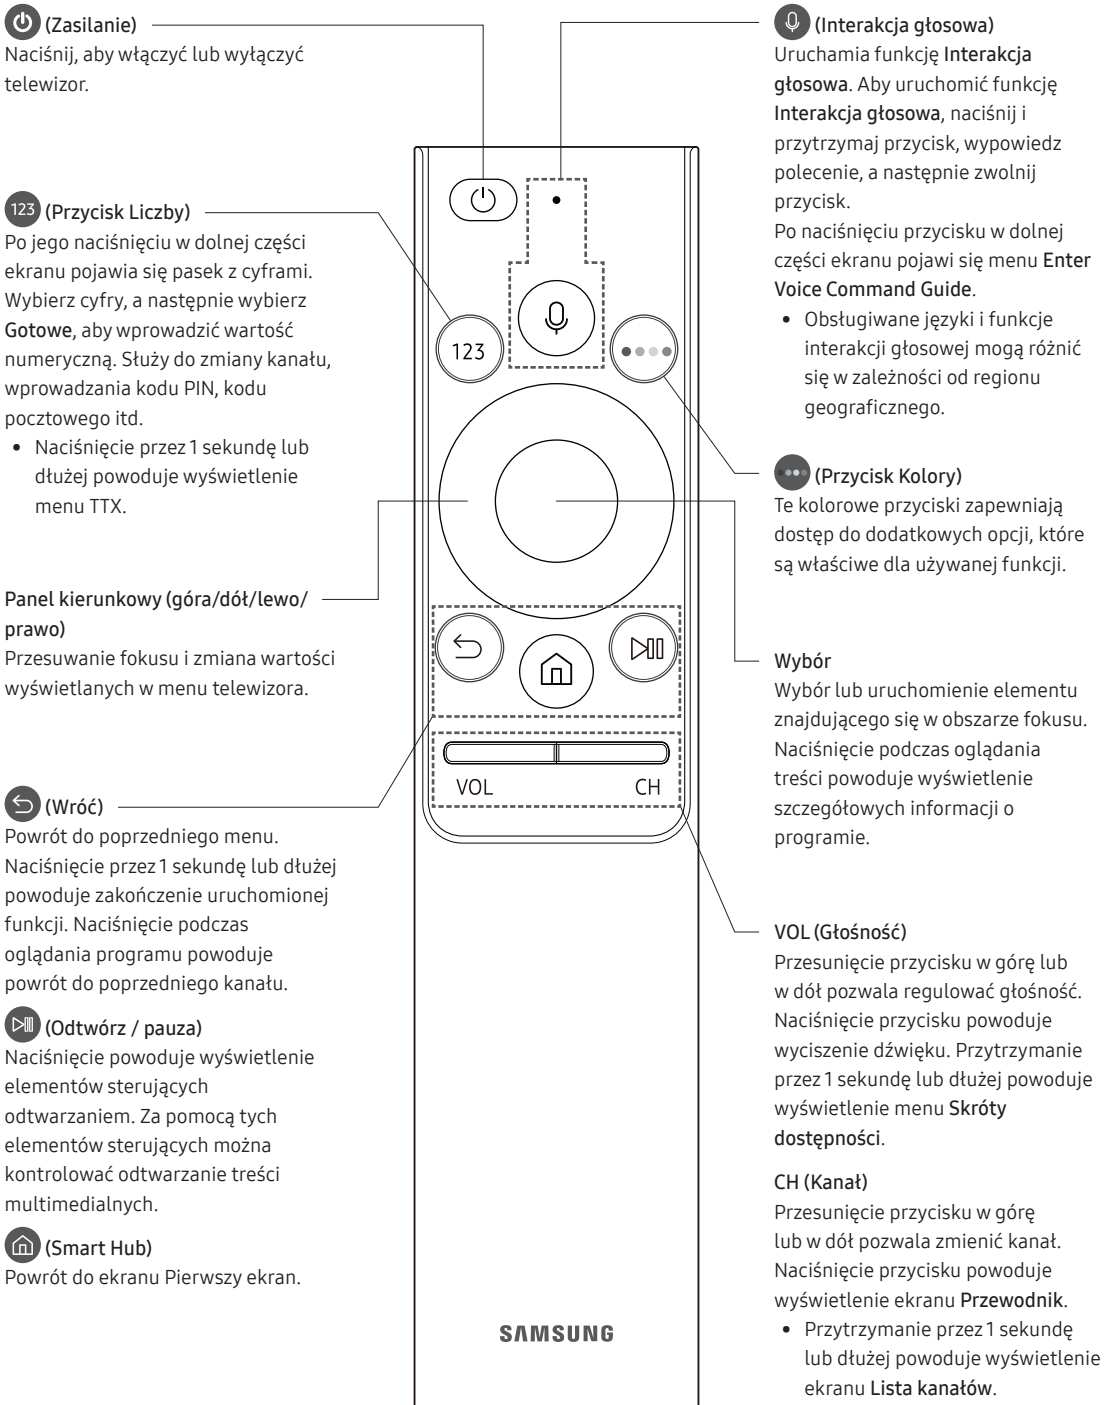 (Zasilanie)
Naciśnij, aby włączyć lub wyłączyć
telewizor.
123 (Przycisk Liczby)
Po jego naciśnięciu w dolnej części
ekranu pojawia się pasek z cyframi.
Wybierz cyfry, a następnie wybierz
Gotowe, aby wprowadzić wartość
numeryczną. Służy do zmiany kanału,
wprowadzania kodu PIN, kodu
pocztowego itd.
• Naciśnięcie przez 1 sekundę lub
dłużej powoduje wyświetlenie
menu TTX.
Panel kierunkowy (góra/dół/lewo/
prawo)
Przesuwanie fokusu i zmiana wartości
wyświetlanych w menu telewizora.
(Wróć)
Powrót do poprzedniego menu.
Naciśnięcie przez 1 sekundę lub dłużej
powoduje zakończenie uruchomionej
funkcji. Naciśnięcie podczas
oglądania programu powoduje
powrót do poprzedniego kanału.
(Odtwórz / pauza)
Naciśnięcie powoduje wyświetlenie
elementów sterujących
odtwarzaniem. Za pomocą tych
elementów sterujących można
kontrolować odtwarzanie treści
multimedialnych.
(Smart Hub)
Powrót do ekranu Pierwszy ekran.
123
VOL CH
SAMSUNG
(Interakcja głosowa)
Uruchamia funkcję Interakcja
głosowa. Aby uruchomić funkcję
Interakcja głosowa, naciśnij i
przytrzymaj przycisk, wypowiedz
polecenie, a następnie zwolnij
przycisk.
Po naciśnięciu przycisku w dolnej
części ekranu pojawi się menu Enter
Voice Command Guide.
• Obsługiwane języki i funkcje
interakcji głosowej mogą różnić
się w zależności od regionu
geograficznego.
(Przycisk Kolory)
Te kolorowe przyciski zapewniają
dostęp do dodatkowych opcji, które
są właściwe dla używanej funkcji.
Wybór
Wybór lub uruchomienie elementu
znajdującego się w obszarze fokusu.
Naciśnięcie podczas oglądania
treści powoduje wyświetlenie
szczegółowych informacji o
programie.
VOL (Głośność)
Przesunięcie przycisku w górę lub
w dół pozwala regulować głośność.
Naciśnięcie przycisku powoduje
wyciszenie dźwięku. Przytrzymanie
przez 1 sekundę lub dłużej powoduje
wyświetlenie menu Skróty
dostępności.
CH (Kanał)
Przesunięcie przycisku w górę
lub w dół pozwala zmienić kanał.
Naciśnięcie przycisku powoduje
wyświetlenie ekranu Przewodnik.
• Przytrzymanie przez 1 sekundę
lub dłużej powoduje wyświetlenie
ekranu Lista kanałów.